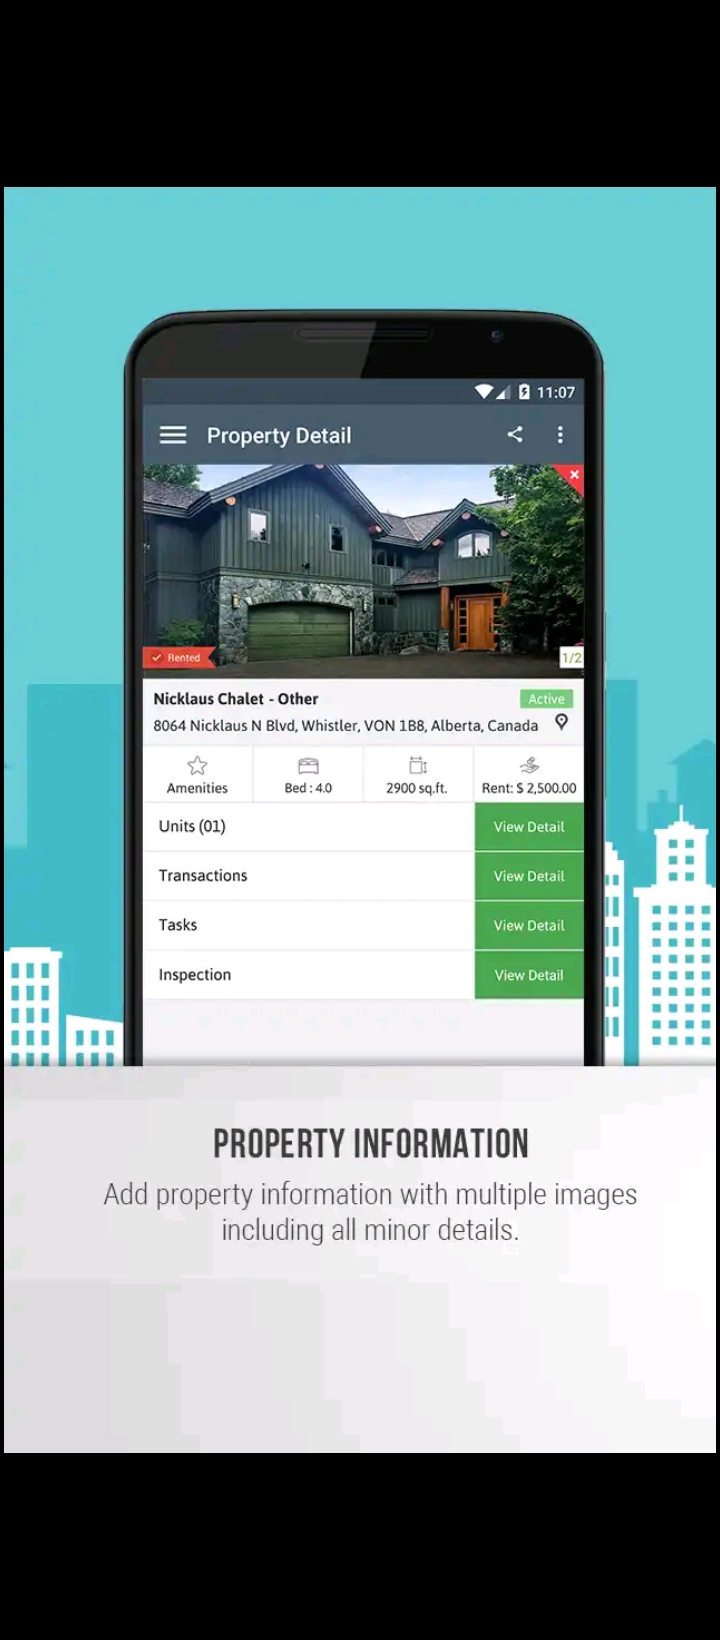 11:07
Property Detail
Rented
1/2
Nicklaus Chalet - Other
Active
8064 Nicklaus N Blvd, Whistler, VON 1B8, Alberta, Canada
Amenities
Bed : 4.0
2900 sq.ft.
Rent: $ 2,500.00
Units (01)
View Detail
Transactions
View Detail
Tasks
View Detail
Inspection
View Detail
PROPERTY INFORMATION
Add property information with multiple images
including all minor details.